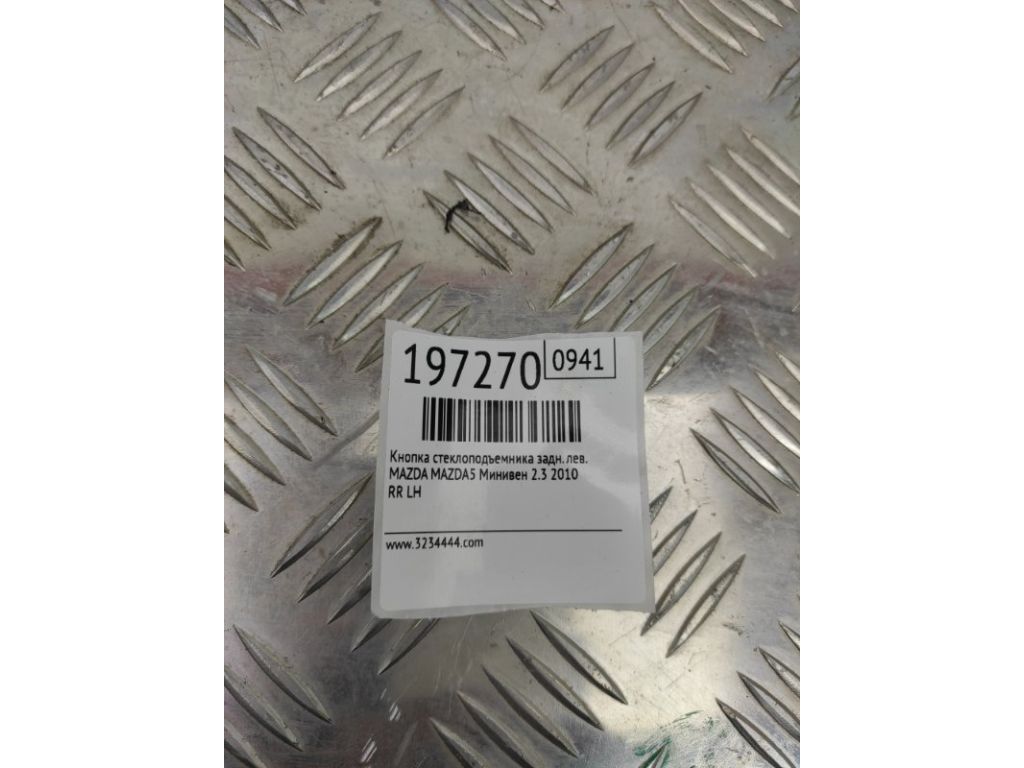 197270 0941
Кнопка стеклоподъемника задн. лев.
MAZDA MAZDA5 Минивен 2.3 2010
RR LH
www.3234444.com